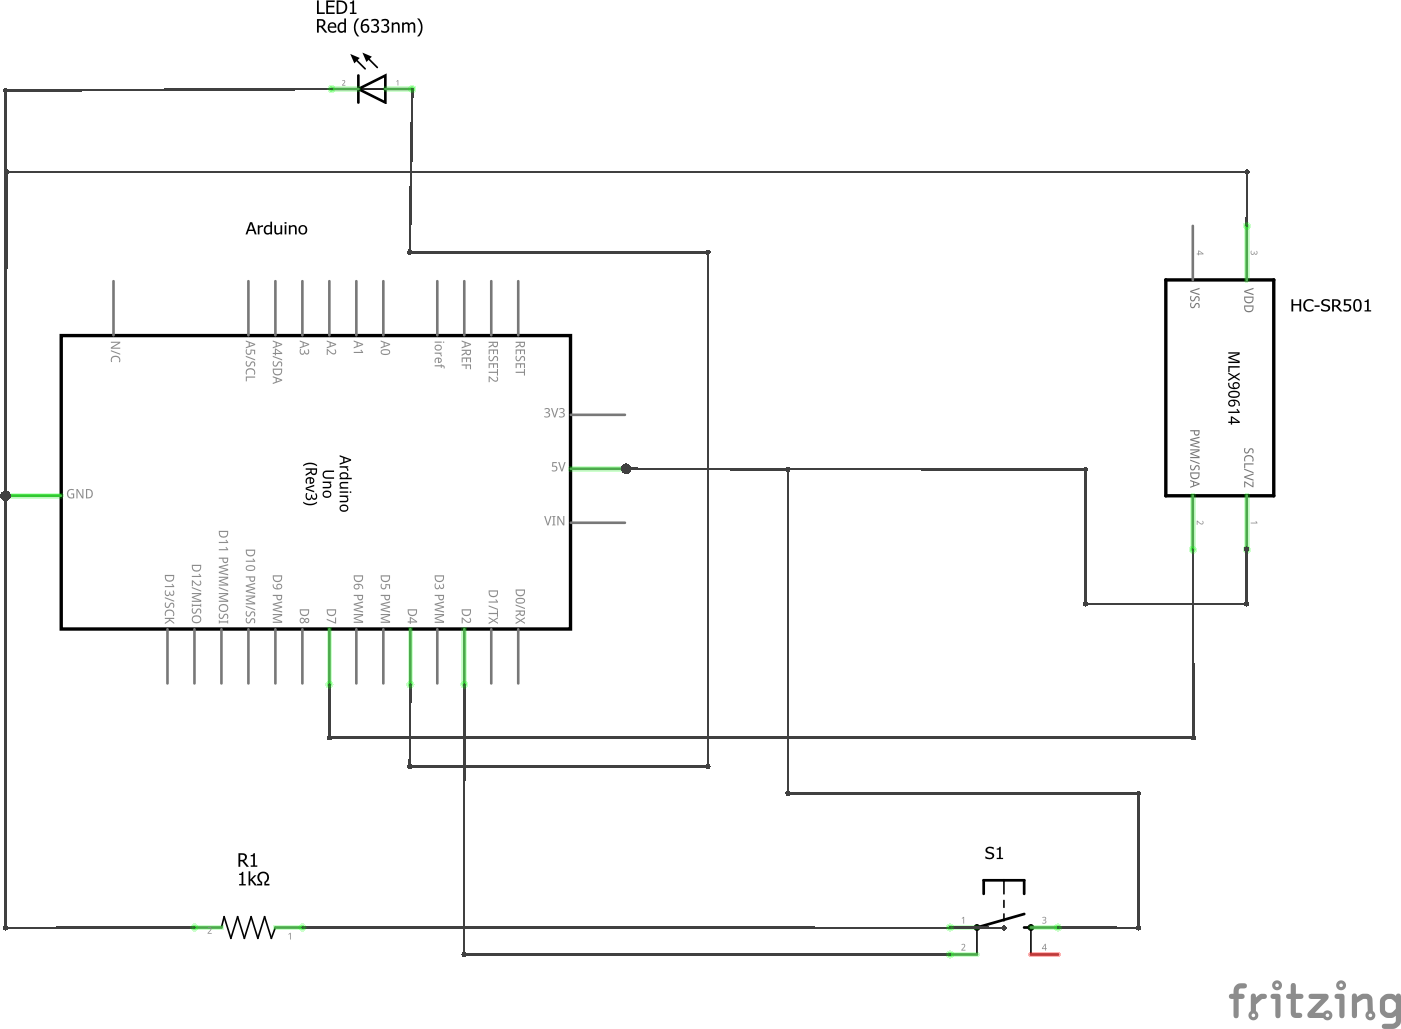 LED1
Red (633nm)
2
1
Arduino
4
3
N/C
A5/SCL
A4/SDA
A3
A2
A1
A0
ioref
AREF
RESET2
RESET
VSS
VDD
HC-SR501
MLX90614
3V3
5V
VIN
GND
Arduino
Uno
(Rev3)
PWM/SDA
SCL/VZ
2
1
D13/SCK
D12/MISO
D11 PWM/MOSI
D10 PWM/SS
D9 PWM
D8
D7
D6 PWM
D5 PWM
D4
D3 PWM
D2
D1/TX
D0/RX
R1
1kΩ
2
1
S1
1
3
2
4
fritzing